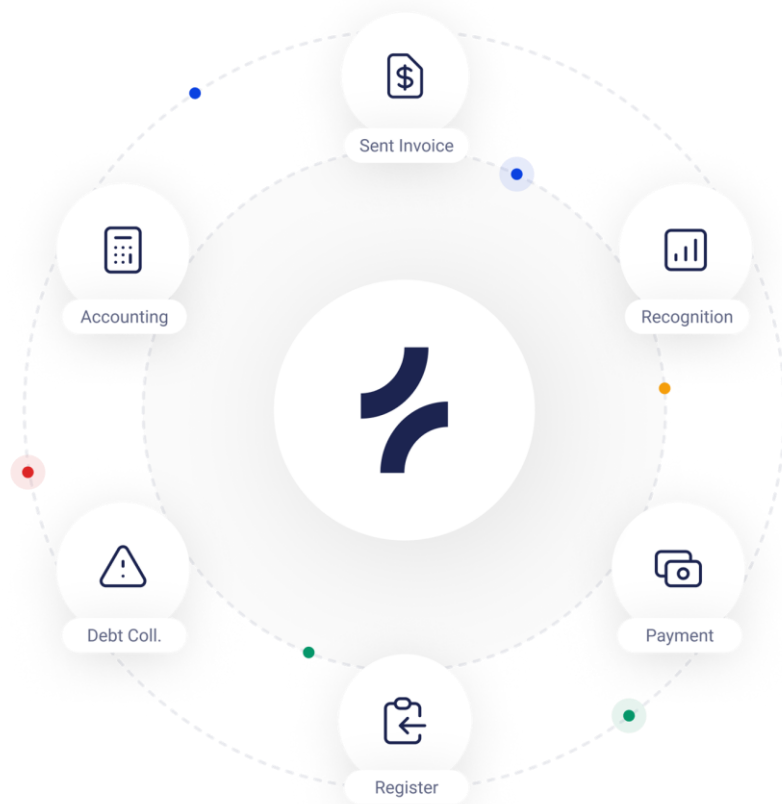 Sent Invoice
Accounting
Recognition
Debt Coll.
Payment
Register